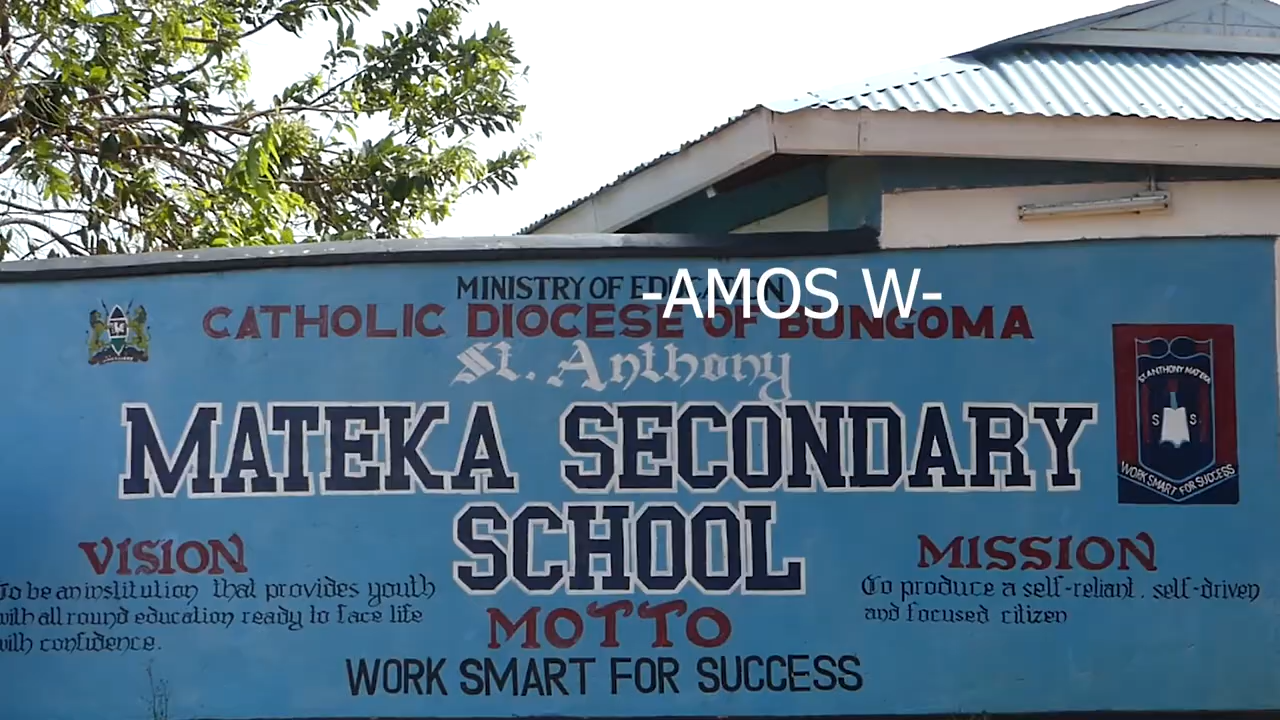 MINISTRY OF EDUCATION
-AMOS W-
CATHOLIC DIOCESE OF BUNGOMA
St. Anthony
MATEKA SECONDARY
SCHOOL
ST. ANTHONY MATEKA
S S
WORK SMART FOR SUCCESS
VISION
To be an institution that provides youth
with all round education ready to face life
with confidence.
MISSION
To produce a self-reliant, self-driven
and focused citizen
MOTTO
WORK SMART FOR SUCCESS